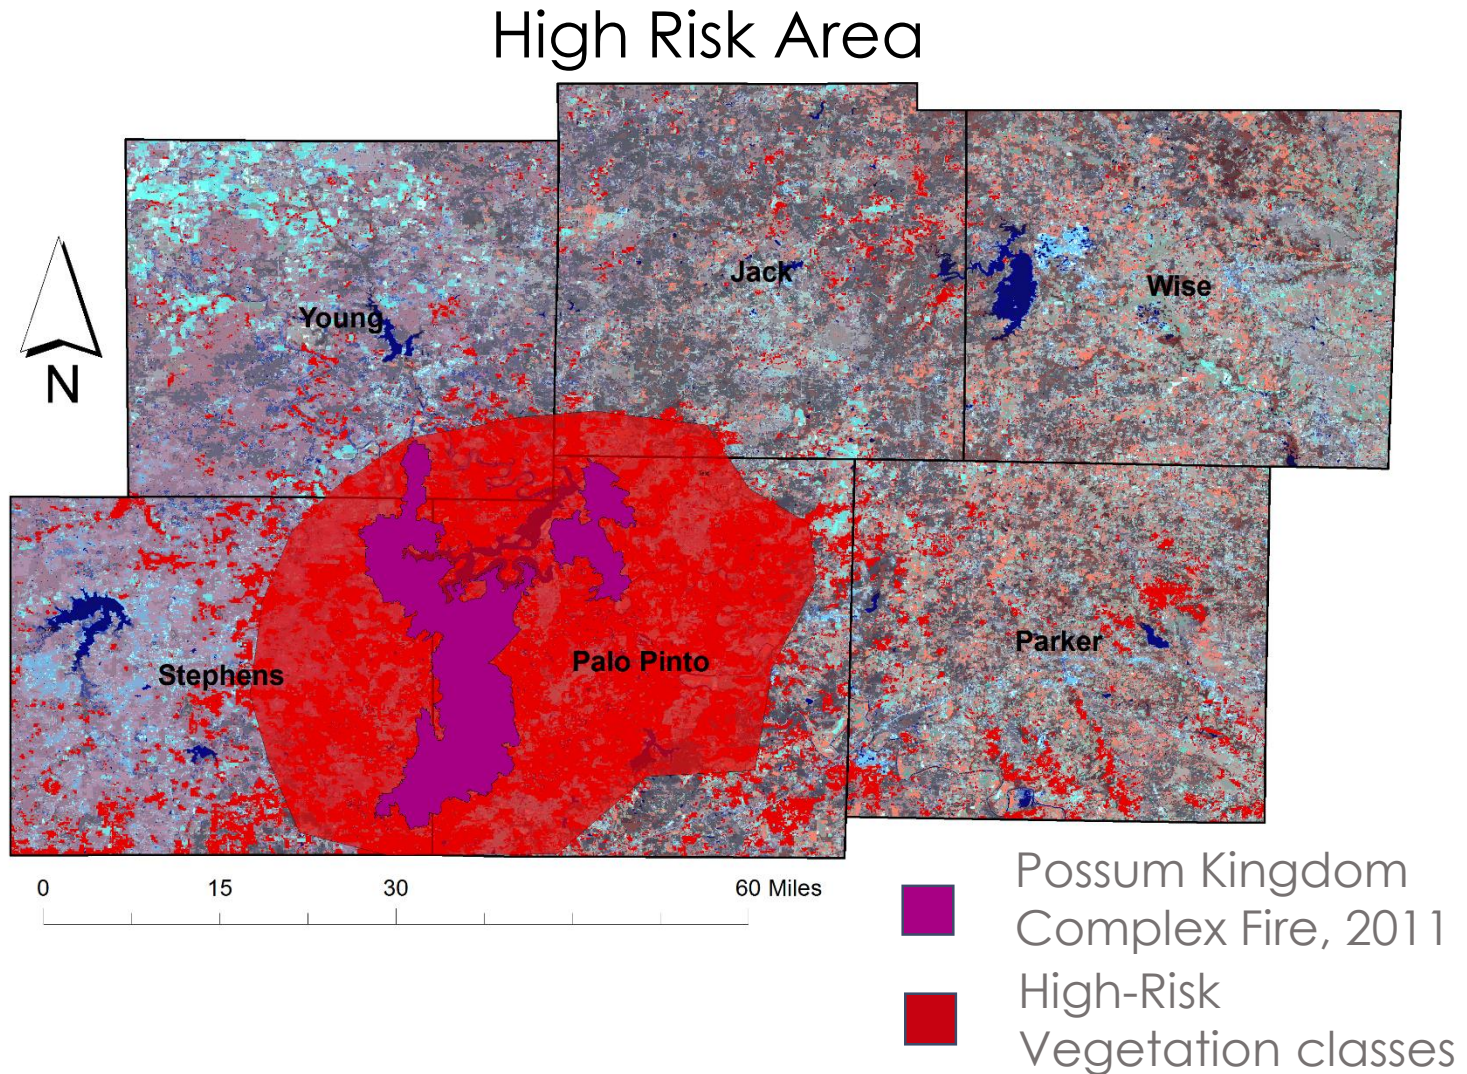 High Risk Area
Jack
Wise
Young
N
Parker
Palo Pinto
Stephens
0 15 30 60 Miles
Possum Kingdom
Complex Fire, 2011
High-Risk
Vegetation classes